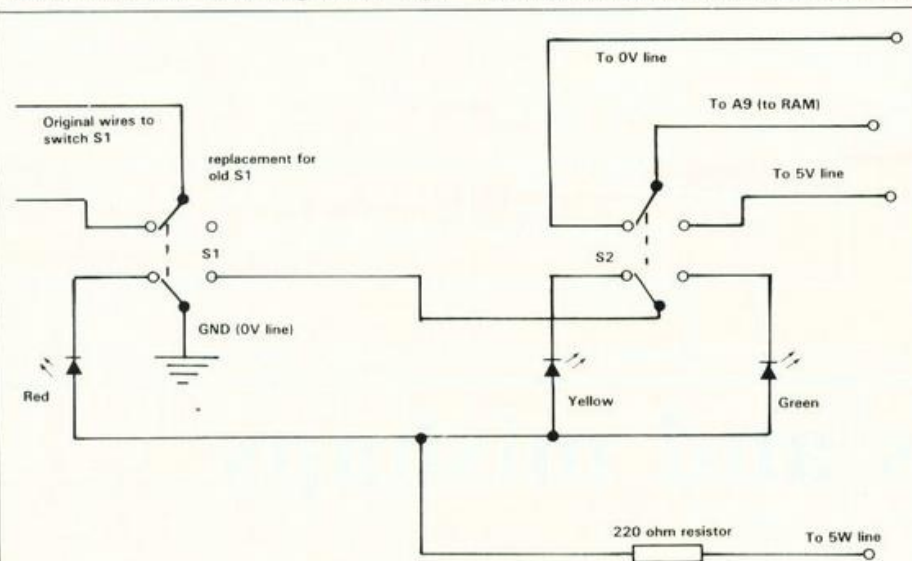 To 0V line
To A9 (to RAM)
Original wires to
switch S1
replacement for
old S1
To 5V line
S1
S2
GND (0V line)
Red
Yellow
Green
220 ohm resistor
To 5W line